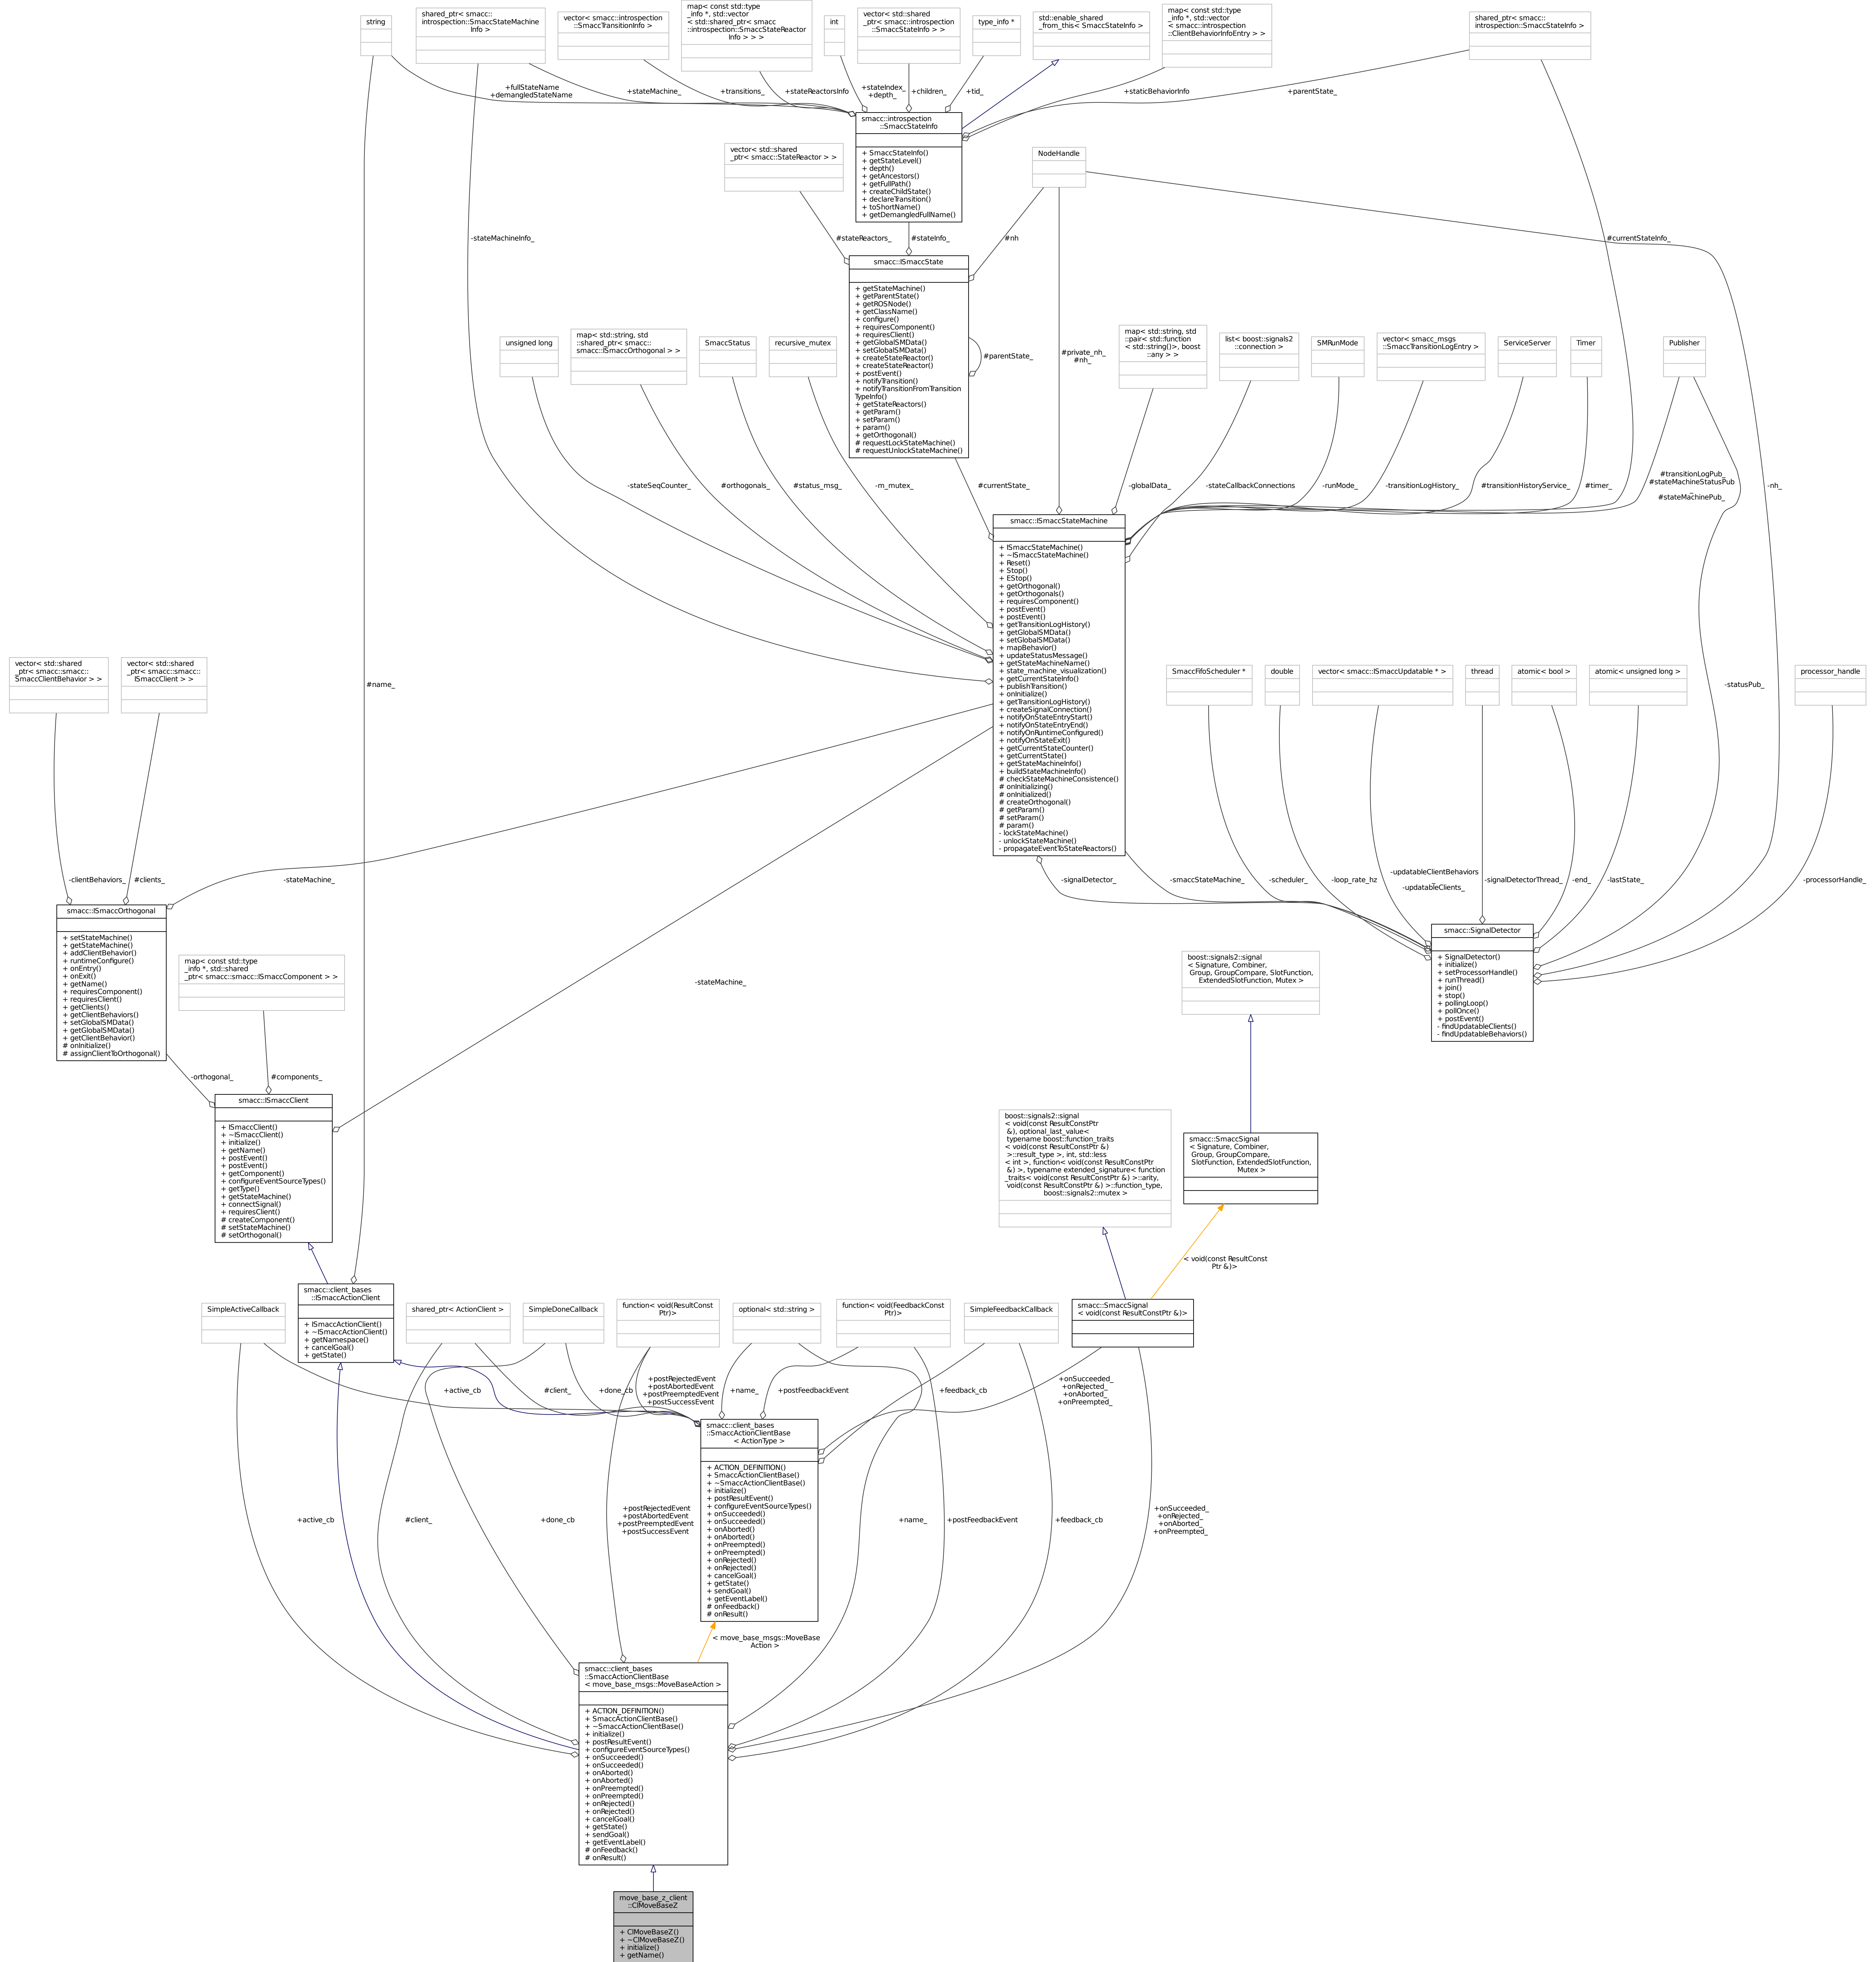 string
shared_ptr< smacc::
introspection::SmaccStateMachine
Info >
vector< smacc::introspection
::SmaccTransitionInfo >
map< const std::type
_info *, std::vector
< std::shared_ptr< smacc
::introspection::SmaccStateReactor
Info > > >
int
vector< std::shared
_ptr< smacc::introspection
::SmaccStateInfo > >
type_info *
std::enable_shared
_from_this< SmaccStateInfo >
map< const std::type
_info *, std::vector
< smacc::introspection
::ClientBehaviorInfoEntry > >
shared_ptr< smacc::
introspection::SmaccStateInfo >
+fullStateName
+demangledStateName
+stateMachine_
+transitions_
+stateReactorsInfo
+stateIndex_
+depth_
+children_
+tid_
+staticBehaviorInfo
+parentState_
smacc::introspection
::SmaccStateInfo
+ SmaccStateInfo()
+ getStateLevel()
+ depth()
+ getAncestors()
+ getFullPath()
+ createChildState()
+ declareTransition()
+ toShortName()
+ getDemangledFullName()
vector< std::shared
_ptr< smacc::StateReactor > >
NodeHandle
-stateMachineInfo_
#stateReactors_
#stateInfo_
#nh
#currentStateInfo_
smacc::ISmaccState
+ getStateMachine()
+ getParentState()
+ getROSNode()
+ getClassName()
+ configure()
+ requiresComponent()
+ requiresClient()
+ getGlobalSMData()
+ setGlobalSMData()
+ createStateReactor()
+ createStateReactor()
+ postEvent()
+ notifyTransition()
+ notifyTransitionFromTransition
TypeInfo()
+ getStateReactors()
+ getParam()
+ setParam()
+ param()
+ getOrthogonal()
# requestLockStateMachine()
# requestUnlockStateMachine()
#parentState_
#private_nh_
#nh_
unsigned long
map< std::string, std
::shared_ptr< smacc::
smacc::ISmaccOrthogonal > >
SmaccStatus
recursive_mutex
map< std::string, std
::pair< std::function
< std::string()>, boost
::any > >
list< boost::signals2
::connection >
SMRunMode
vector< smacc_msgs
::SmaccTransitionLogEntry >
ServiceServer
Timer
Publisher
-stateSeqCounter_
#orthogonals_
#status_msg_
-m_mutex_
#currentState_
-globalData_
-stateCallbackConnections
-runMode_
-transitionLogHistory_
#transitionHistoryService_
#timer_
#transitionLogPub_
#stateMachineStatusPub
_
#stateMachinePub_
-nh_
smacc::ISmaccStateMachine
+ ISmaccStateMachine()
+ ~ISmaccStateMachine()
+ Reset()
+ Stop()
+ EStop()
+ getOrthogonal()
+ getOrthogonals()
+ requiresComponent()
+ postEvent()
+ postEvent()
+ getTransitionLogHistory()
+ getGlobalSMData()
+ setGlobalSMData()
+ mapBehavior()
+ updateStatusMessage()
+ getStateMachineName()
+ state_machine_visualization()
+ getCurrentStateInfo()
+ publishTransition()
+ onInitialize()
+ getTransitionLogHistory()
+ createSignalConnection()
+ notifyOnStateEntryStart()
+ notifyOnStateEntryEnd()
+ notifyOnRuntimeConfigured()
+ notifyOnStateExit()
+ getCurrentStateCounter()
+ getCurrentState()
+ getStateMachineInfo()
+ buildStateMachineInfo()
# checkStateMachineConsistence()
# onInitializing()
# onInitialized()
# createOrthogonal()
# getParam()
# setParam()
# param()
- lockStateMachine()
- unlockStateMachine()
- propagateEventToStateReactors()
vector< std::shared
_ptr< smacc::smacc::
SmaccClientBehavior > >
vector< std::shared
_ptr< smacc::smacc::
ISmaccClient > >
#name_
SmaccFifoScheduler *
double
vector< smacc::ISmaccUpdatable * >
thread
atomic< bool >
atomic< unsigned long >
processor_handle
-statusPub_
-clientBehaviors_
#clients_
-stateMachine_
-signalDetector_
-smaccStateMachine_
-scheduler_
-loop_rate_hz
-updatableClientBehaviors
_
-updatableClients_
-signalDetectorThread_
-end_
-lastState_
-processorHandle_
smacc::ISmaccOrthogonal
+ setStateMachine()
+ getStateMachine()
+ addClientBehavior()
+ runtimeConfigure()
+ onEntry()
+ onExit()
+ getName()
+ requiresComponent()
+ requiresClient()
+ getClients()
+ getClientBehaviors()
+ setGlobalSMData()
+ getGlobalSMData()
+ getClientBehavior()
# onInitialize()
# assignClientToOrthogonal()
smacc::SignalDetector
+ SignalDetector()
+ initialize()
+ setProcessorHandle()
+ runThread()
+ join()
+ stop()
+ pollingLoop()
+ pollOnce()
+ postEvent()
- findUpdatableClients()
- findUpdatableBehaviors()
map< const std::type
_info *, std::shared
_ptr< smacc::smacc::ISmaccComponent > >
-stateMachine_
boost::signals2::signal
< Signature, Combiner,
Group, GroupCompare, SlotFunction,
ExtendedSlotFunction, Mutex >
-orthogonal_
#components_
smacc::ISmaccClient
+ ISmaccClient()
+ ~ISmaccClient()
+ initialize()
+ getName()
+ postEvent()
+ postEvent()
+ getComponent()
+ configureEventSourceTypes()
+ getType()
+ getStateMachine()
+ connectSignal()
+ requiresClient()
# createComponent()
# setStateMachine()
# setOrthogonal()
boost::signals2::signal
< void(const ResultConstPtr
&), optional_last_value<
typename boost::function_traits
< void(const ResultConstPtr &)
>::result_type >, int, std::less
< int >, function< void(const ResultConstPtr
&) >, typename extended_signature< function
_traits< void(const ResultConstPtr &) >::arity,
void(const ResultConstPtr &) >::function_type,
boost::signals2::mutex >
smacc::SmaccSignal
< Signature, Combiner,
Group, GroupCompare,
SlotFunction, ExtendedSlotFunction,
Mutex >
< void(const ResultConst
Ptr &)>
smacc::client_bases
::ISmaccActionClient
+ ISmaccActionClient()
+ ~ISmaccActionClient()
+ getNamespace()
+ cancelGoal()
+ getState()
SimpleActiveCallback
shared_ptr< ActionClient >
SimpleDoneCallback
function< void(ResultConst
Ptr)>
optional< std::string >
function< void(FeedbackConst
Ptr)>
SimpleFeedbackCallback
smacc::SmaccSignal
< void(const ResultConstPtr &)>
+active_cb
#client_
+done_cb
+postRejectedEvent
+postAbortedEvent
+postPreemptedEvent
+postSuccessEvent
+name_
+postFeedbackEvent
+feedback_cb
+onSucceeded_
+onRejected_
+onAborted_
+onPreempted_
smacc::client_bases
::SmaccActionClientBase
< ActionType >
+ ACTION_DEFINITION()
+ SmaccActionClientBase()
+ ~SmaccActionClientBase()
+ initialize()
+ postResultEvent()
+ configureEventSourceTypes()
+ onSucceeded()
+ onSucceeded()
+ onAborted()
+ onAborted()
+ onPreempted()
+ onPreempted()
+ onRejected()
+ onRejected()
+ cancelGoal()
+ getState()
+ sendGoal()
+ getEventLabel()
# onFeedback()
# onResult()
+active_cb
#client_
+done_cb
+postRejectedEvent
+postAbortedEvent
+postPreemptedEvent
+postSuccessEvent
+name_
+postFeedbackEvent
+feedback_cb
+onSucceeded_
+onRejected_
+onAborted_
+onPreempted_
< move_base_msgs::MoveBase
Action >
smacc::client_bases
::SmaccActionClientBase
< move_base_msgs::MoveBaseAction >
+ ACTION_DEFINITION()
+ SmaccActionClientBase()
+ ~SmaccActionClientBase()
+ initialize()
+ postResultEvent()
+ configureEventSourceTypes()
+ onSucceeded()
+ onSucceeded()
+ onAborted()
+ onAborted()
+ onPreempted()
+ onPreempted()
+ onRejected()
+ onRejected()
+ cancelGoal()
+ getState()
+ sendGoal()
+ getEventLabel()
# onFeedback()
# onResult()
move_base_z_client
::ClMoveBaseZ
+ ClMoveBaseZ()
+ ~ClMoveBaseZ()
+ initialize()
+ getName()